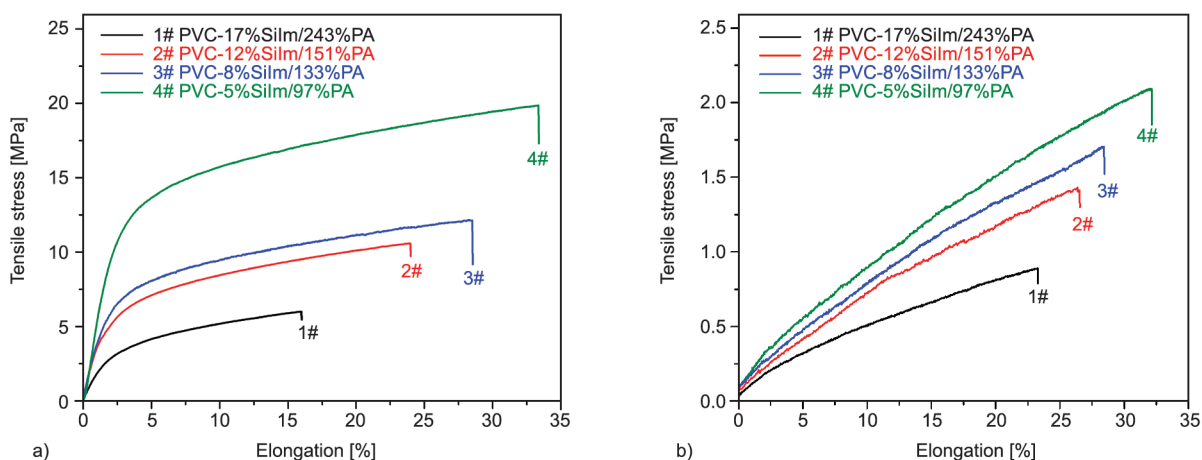 25
20
15
10
5
0
Tensile stress [MPa]
1# PVC-17%SiIm/243%PA
2# PVC-12%SiIm/151%PA
3# PVC-8%SiIm/133%PA
4# PVC-5%SiIm/97%PA
4#
2#
3#
1#
0 5 10 15 20 25 30 35
Elongation [%]
a)
2.5
2.0
1.5
1.0
0.5
0.0
Tensile stress [MPa]
1# PVC-17%SiIm/243%PA
2# PVC-12%SiIm/151%PA
3# PVC-8%SiIm/133%PA
4# PVC-5%SiIm/97%PA
4#
3#
2#
1#
0 5 10 15 20 25 30 35
Elongation [%]
b)